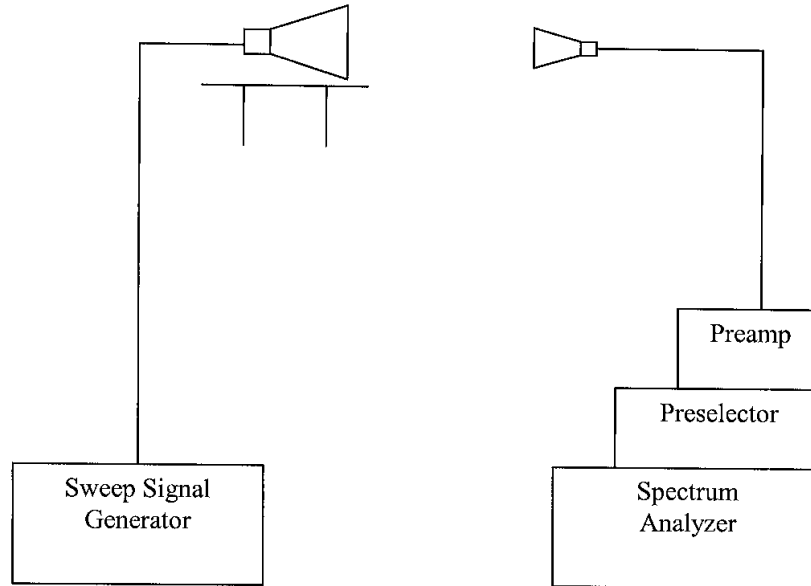 Preamp
Preselector
Sweep Signal
Generator
Spectrum
Analyzer